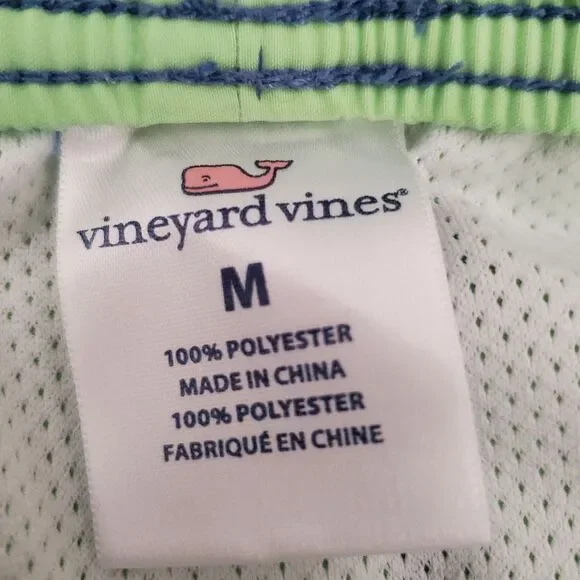 vineyard vines®
M
100% POLYESTER
MADE IN CHINA
100% POLYESTER
FABRIQUÉ EN CHINE